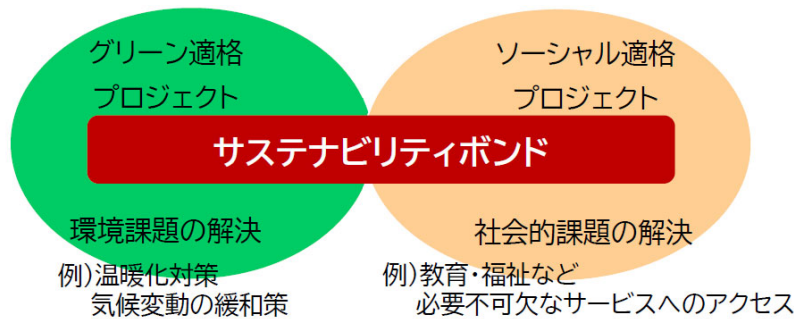 グリーン適格
プロジェクト
ソーシャル適格
プロジェクト
サステナビリティボンド
環境課題の解決
例)温暖化対策
気候変動の緩和策
社会的課題の解決
例)教育・福祉など
必要不可欠なサービスへのアクセス